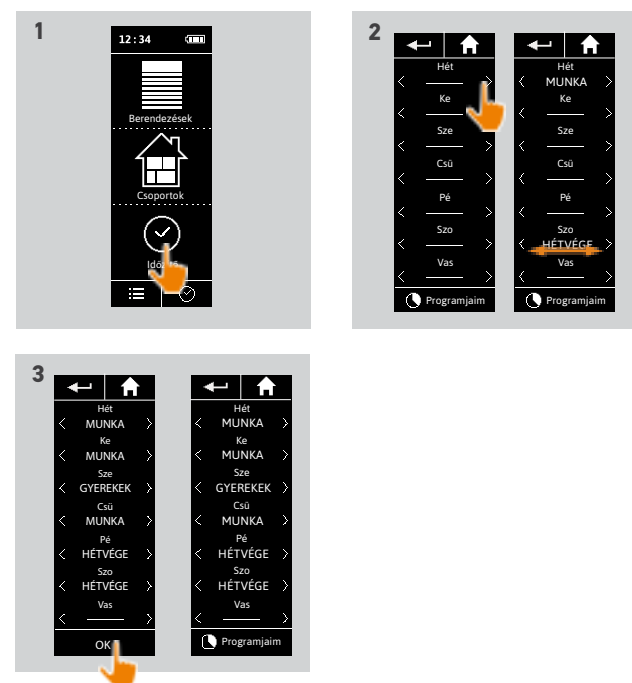 1
12:34
Berendezések
Csoportok
2
Hét
Ke
Sze
Csü
Pé
Szo
Vas
Programjaim
Hét
MUNKA
Ke
Sze
Csü
Pé
Szo
HÉTVÉGE
Vas
Programjaim
3
Hét
MUNKA
Ke
MUNKA
Sze
GYEREKEK
Csü
MUNKA
Pé
HÉTVÉGE
Szo
HÉTVÉGE
Vas
OK
Hét
MUNKA
Ke
MUNKA
Sze
GYEREKEK
Csü
MUNKA
Pé
HÉTVÉGE
Szo
HÉTVÉGE
Vas
Programjaim